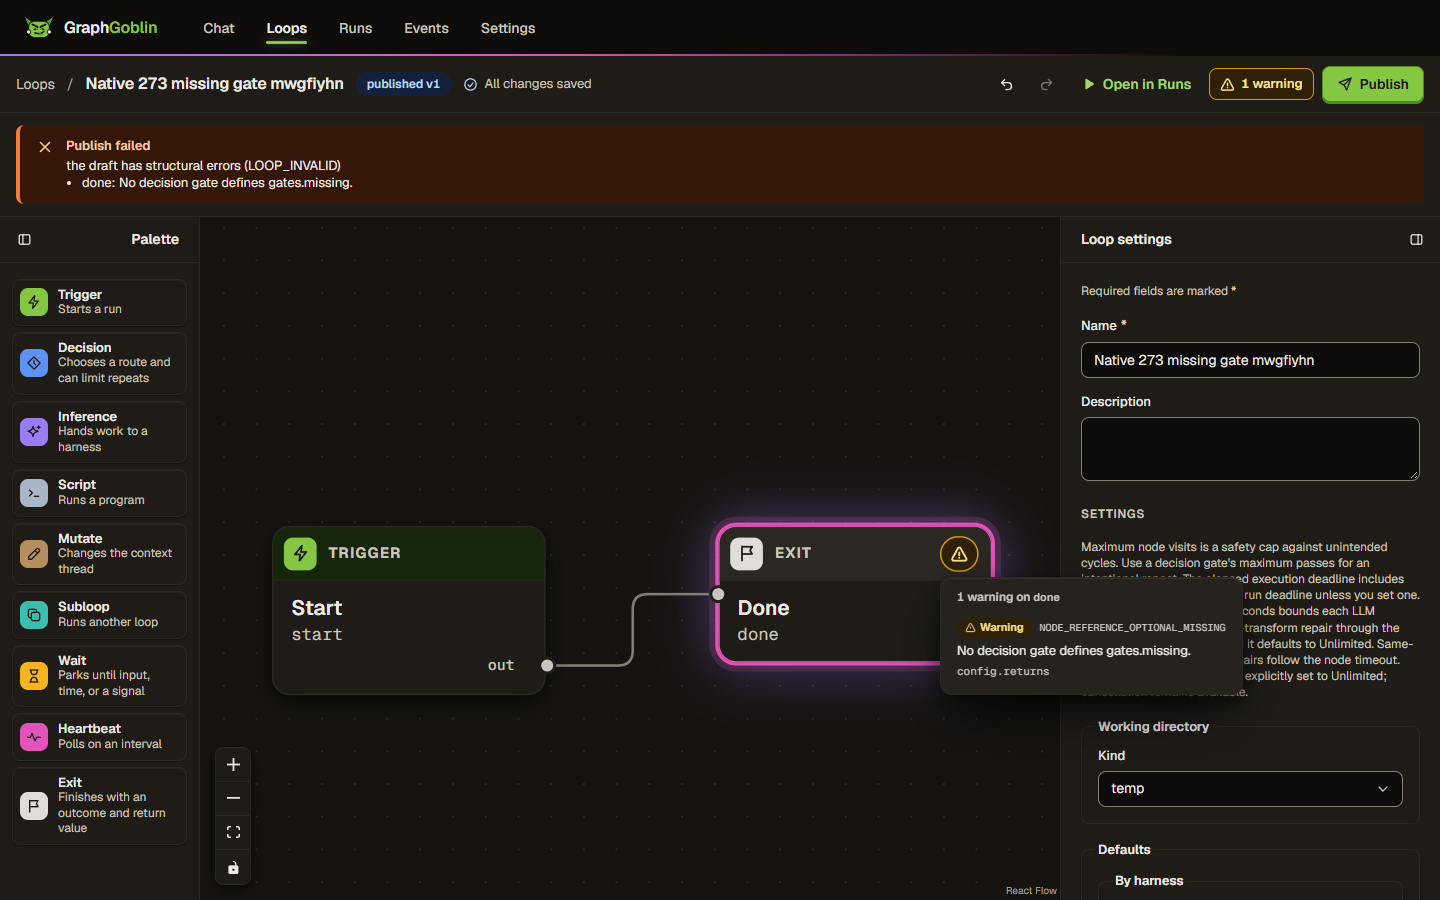 GraphGoblin
Chat
Loops
Runs
Events
Settings
Loops / Native 273 missing gate mwgfiyhn
published v1
All changes saved
Open in Runs
1 warning
Publish
Publish failed
the draft has structural errors (LOOP_INVALID)
• done: No decision gate defines gates.missing.
Palette
Trigger
Starts a run
Decision
Chooses a route and
can limit repeats
Inference
Hands work to a
harness
Script
Runs a program
Mutate
Changes the context
thread
Subloop
Runs another loop
Wait
Parks until input,
time, or a signal
Heartbeat
Polls on an interval
Exit
Finishes with an
outcome and return
value
TRIGGER
Start
start
out
EXIT
Done
done
1 warning on done
Warning NODE_REFERENCE_OPTIONAL_MISSING
No decision gate defines gates.missing.
config.returns
React Flow
Loop settings
Required fields are marked *
Name *
Native 273 missing gate mwgfiyhn
Description
SETTINGS
Maximum node visits is a safety cap against unintended
cycles. Use a decision gate's maximum passes for an
execution deadline includes
run deadline unless you set one.
bounds each LLM
-transform repair through the
it defaults to Unlimited. Same-
follow the node timeout.
explicitly set to Unlimited;
Working directory
Kind
temp
Defaults
By harness